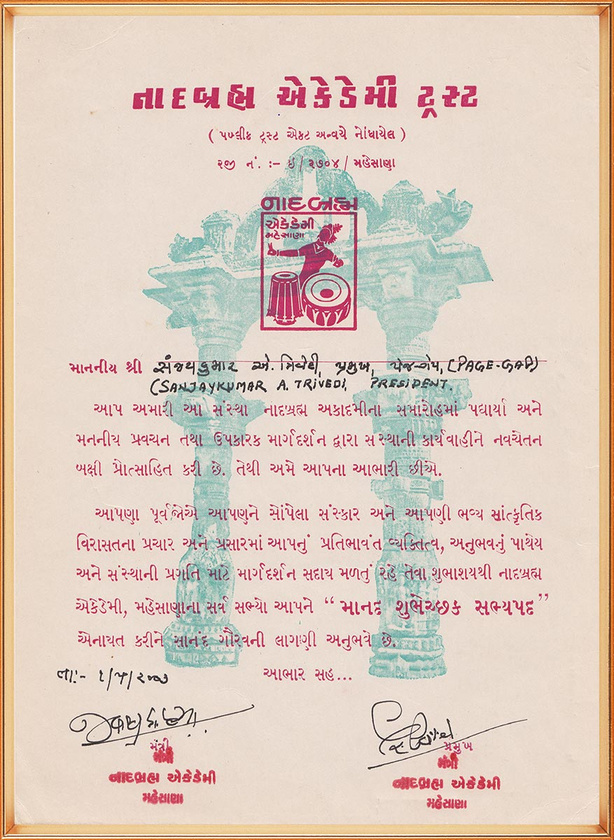 નાદબ્રહ્મ એકેડેમી ટ્રસ્ટ
( પબ્લીક ટ્રસ્ટ એકટ અન્વયે નોંધાયેલ )
રજી નં. :- ઈ / ૨૭૦૪ / મહેસાણા
નાદબ્રહ્મ
એકેડેમી
મહેસાણા
માનનીય શ્રી સંજયકુમાર એ. ત્રિવેદી, પ્રમુખ, પેજ-ગેપ, (PAGE-GAP)
(SANJAYKUMAR A. TRIVEDI, PRESIDENT.
આપ અમારી આ સંસ્થા નાદબ્રહ્મ અકાદમીના સમારોહમાં પધાર્યા અને
મનનીય પ્રવચન તથા ઉપકારક માર્ગદર્શન દ્વારા સંસ્થાની કાર્યવાહીને નવચેતન
બક્ષી પ્રોત્સાહિત કરી છે. તેથી અમે આપના આભારી છીએ.
આપણા પૂર્વજોએ આપણને સોંપેલા સંસ્કાર અને આપણી ભવ્ય સાંસ્કૃતિક
વિરાસતના પ્રચાર અને પ્રસારમાં આપનું પ્રતિભાવંત વ્યક્તિત્વ, અનુભવનું પાથેય
અને સંસ્થાની પ્રગતિ માટે માર્ગદર્શન સદાય મળતું રહે તેવા શુભાશયથી નાદબ્રહ્મ
એકેડેમી, મહેસાણાના સર્વ સભ્યો આપને “ માનદ્ શુભેચ્છક સભ્યપદ ”
એનાયત કરીને સાનંદ ગૌરવની લાગણી અનુભવે છે.
આભાર સહ...
તા:- ૬/૫/૨૦૦૭
મંત્રી પ્રમુખ
મંત્રી મંત્રી
નાદબ્રહ્મ એકેડેમી નાદબ્રહ્મ એકેડેમી
મહેસાણા મહેસાણા